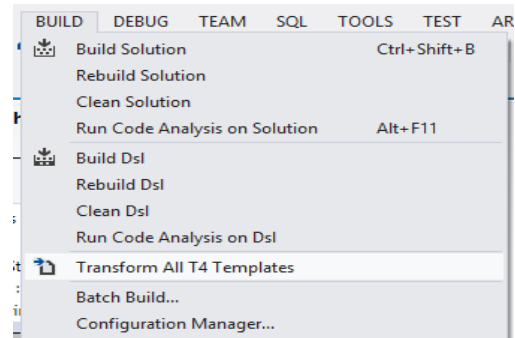 BUILD DEBUG TEAM SQL TOOLS TEST AR
Build Solution Ctrl+Shift+B
Rebuild Solution
Clean Solution
Run Code Analysis on Solution Alt+F11
Build Dsl
Rebuild Dsl
Clean Dsl
Run Code Analysis on Dsl
Transform All T4 Templates
Batch Build...
Configuration Manager...